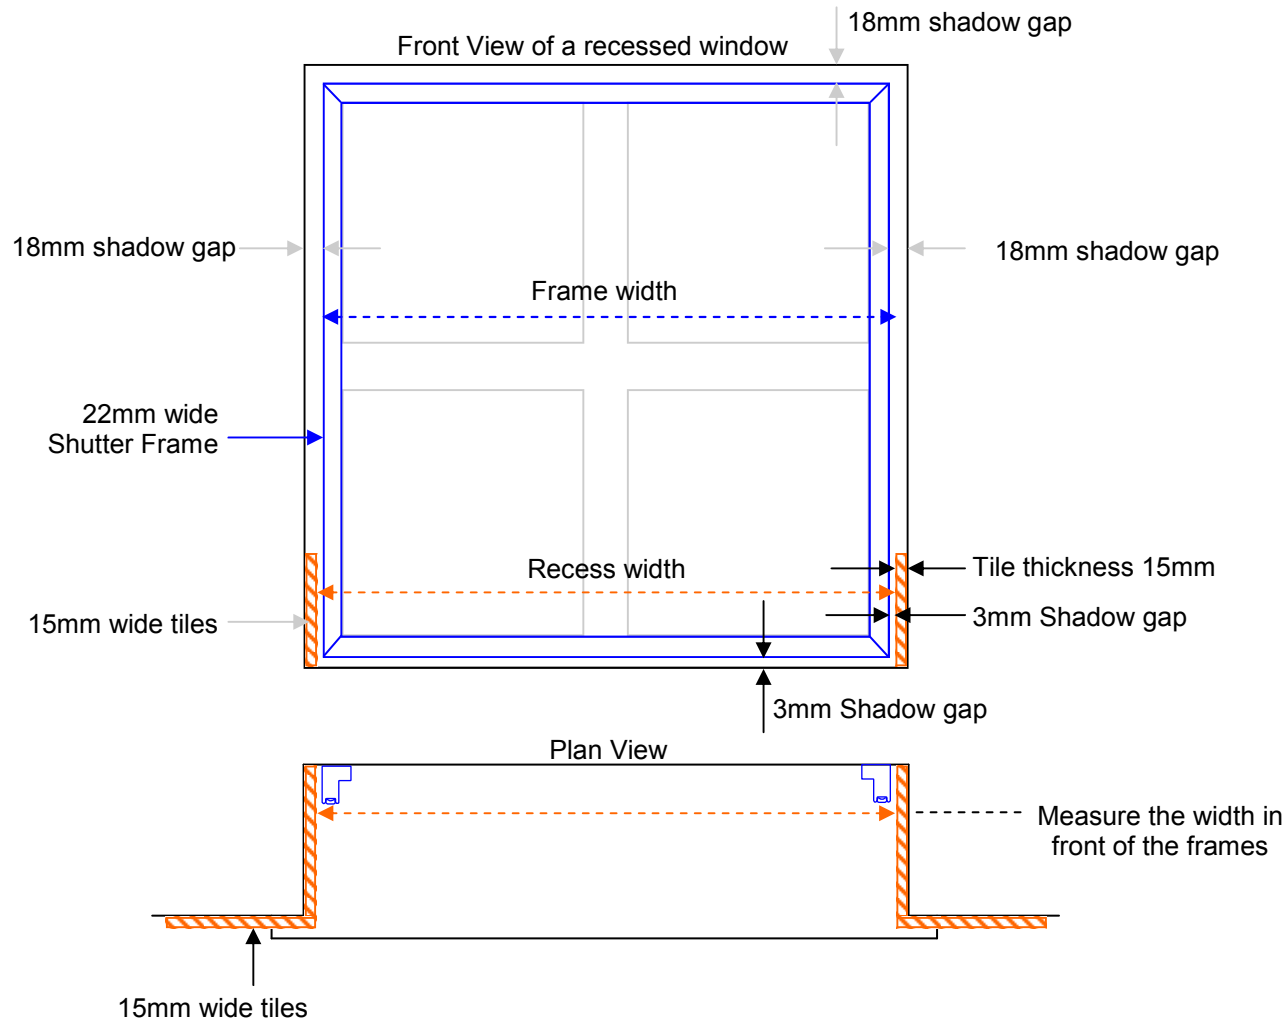 18mm shadow gap
Front View of a recessed window
18mm shadow gap
18mm shadow gap
Frame width
22mm wide
Shutter Frame
Recess width
Tile thickness 15mm
15mm wide tiles
3mm Shadow gap
3mm Shadow gap
Plan View
Measure the width in
front of the frames
15mm wide tiles